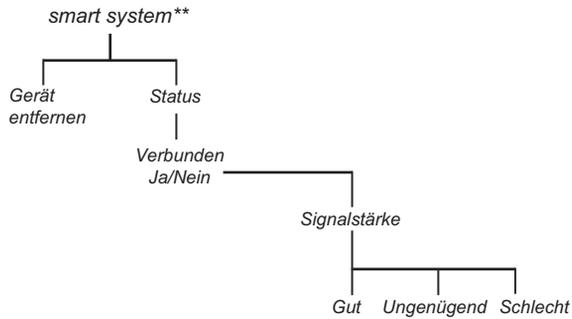 smart system**
Gerät
entfernen
Status
Verbunden
Ja/Nein
Signalstärke
Gut Ungenügend Schlecht